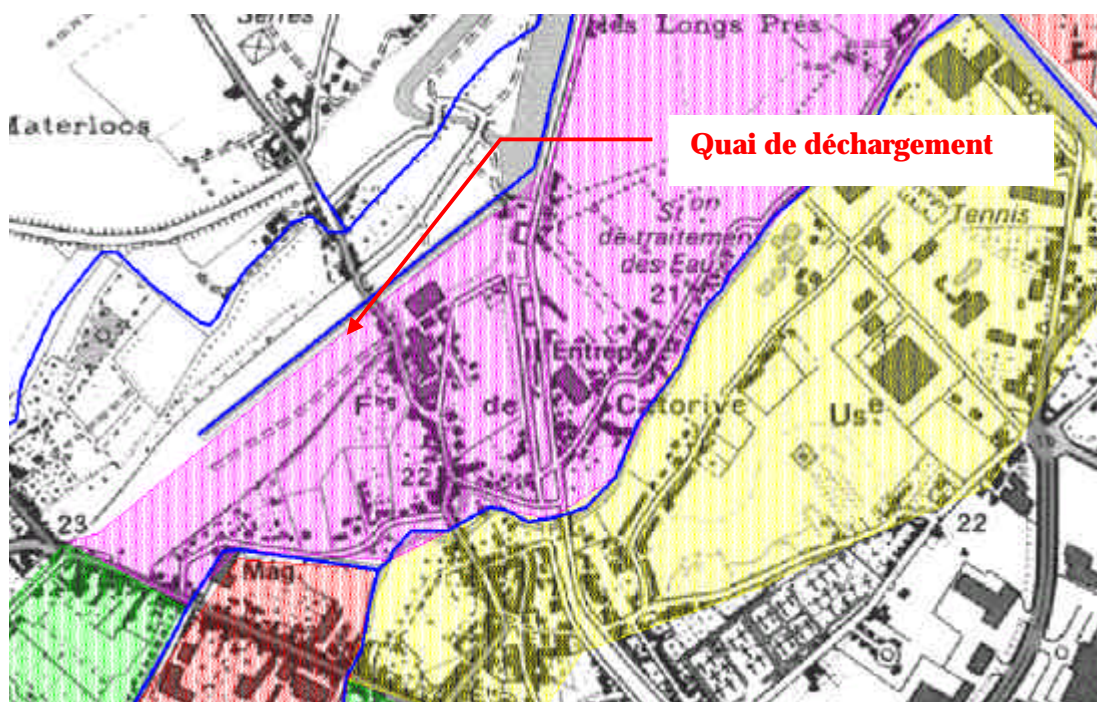 Serres
des Longs Prés
Materloos
Quai de déchargement
Sᵗ ᵒⁿ
de traitement
des Eaux
Tennis
21
Entrep.
Fᵐᵉ de Catorive
Usᵉ
22
23
22
Mag.